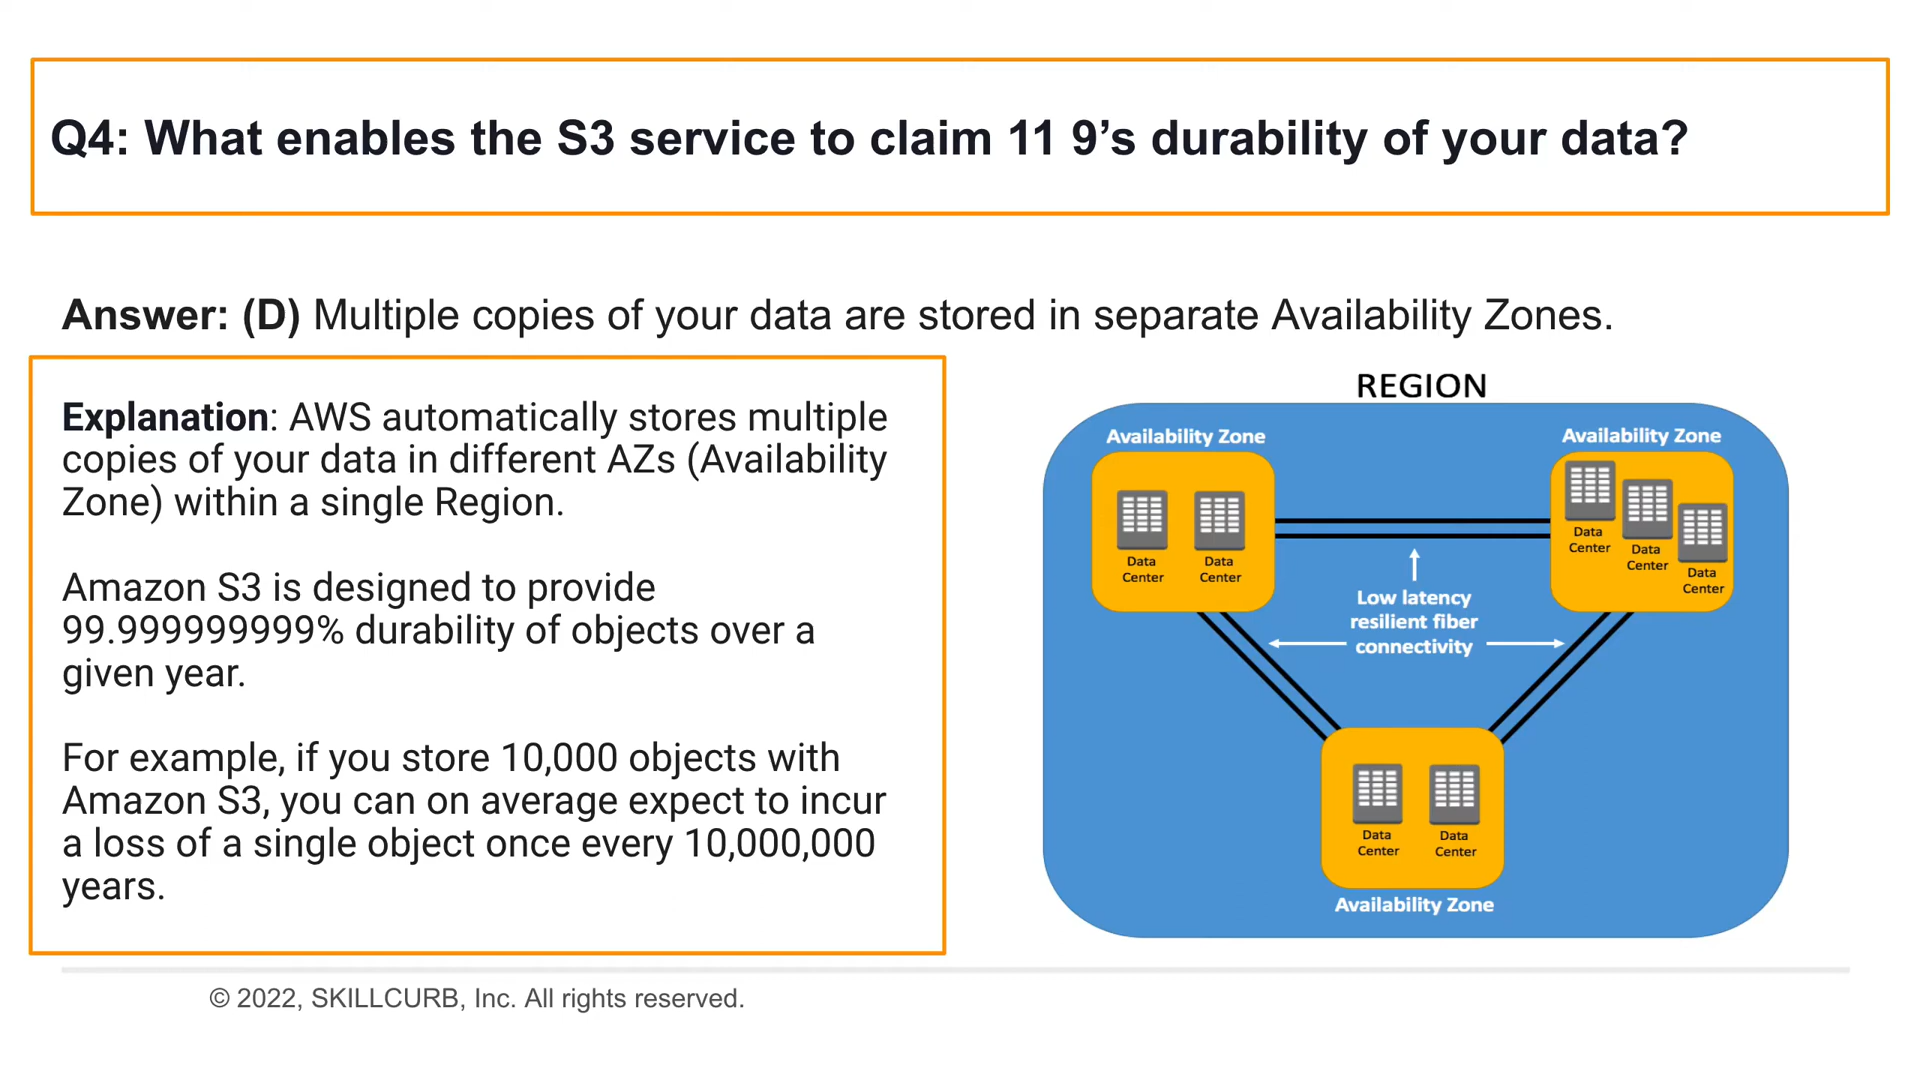 Q4: What enables the S3 service to claim 11 9’s durability of your data?
Answer: (D) Multiple copies of your data are stored in separate Availability Zones.
Explanation: AWS automatically stores multiple
copies of your data in different AZs (Availability
Zone) within a single Region.
Amazon S3 is designed to provide
99.999999999% durability of objects over a
given year.
For example, if you store 10,000 objects with
Amazon S3, you can on average expect to incur
a loss of a single object once every 10,000,000
years.
REGION
Availability Zone
Data
Center
Data
Center
Availability Zone
Data
Center
Data
Center
Data
Center
Low latency
resilient fiber
connectivity
Data
Center
Data
Center
Availability Zone
© 2022, SKILLCURB, Inc. All rights reserved.